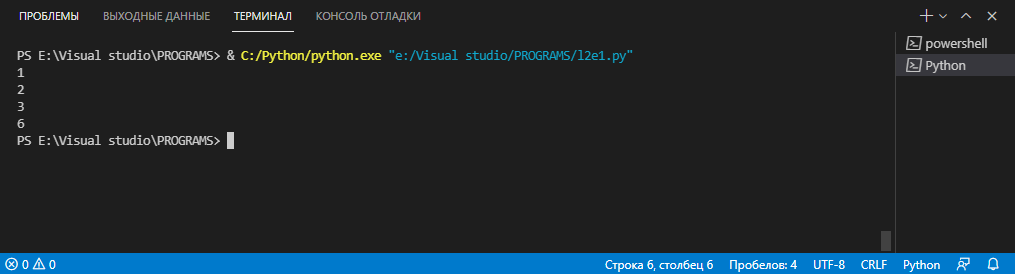 ПРОБЛЕМЫ ВЫХОДНЫЕ ДАННЫЕ ТЕРМИНАЛ КОНСОЛЬ ОТЛАДКИ
PS E:\Visual studio\PROGRAMS> & C:/Python/python.exe "e:/Visual studio/PROGRAMS/l2e1.py"
1
2
3
6
PS E:\Visual studio\PROGRAMS>
powershell
Python
0 0 Строка 6, столбец 6 Пробелов: 4 UTF-8 CRLF Python